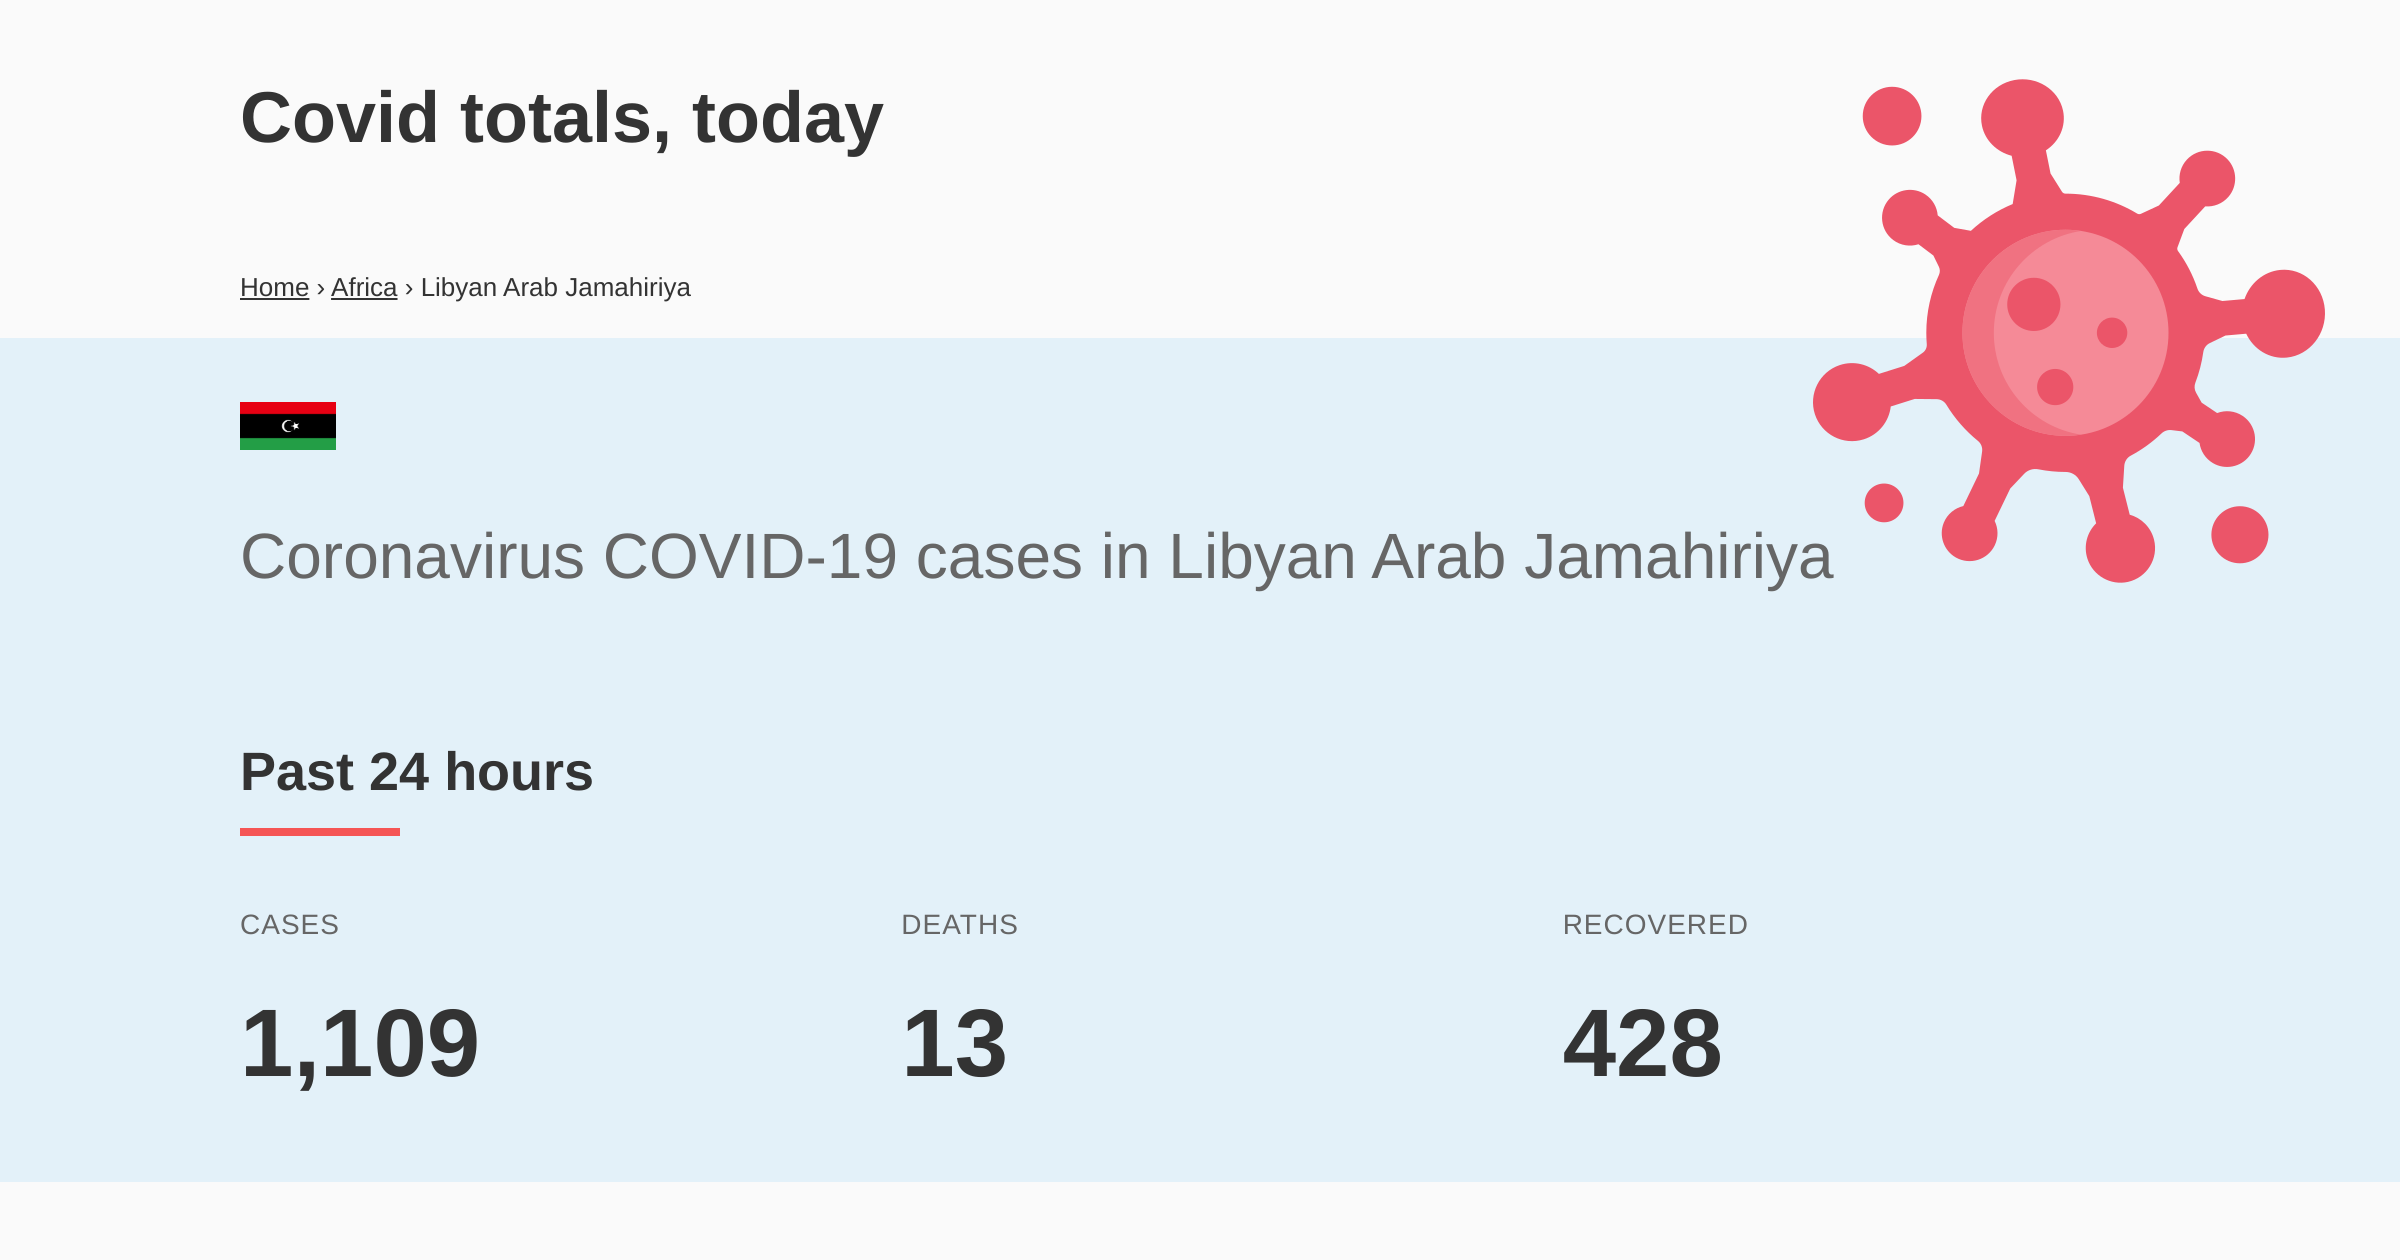 Covid totals, today
Home › Africa › Libyan Arab Jamahiriya
Coronavirus COVID-19 cases in Libyan Arab Jamahiriya
Past 24 hours
CASES DEATHS RECOVERED
1,109 13 428